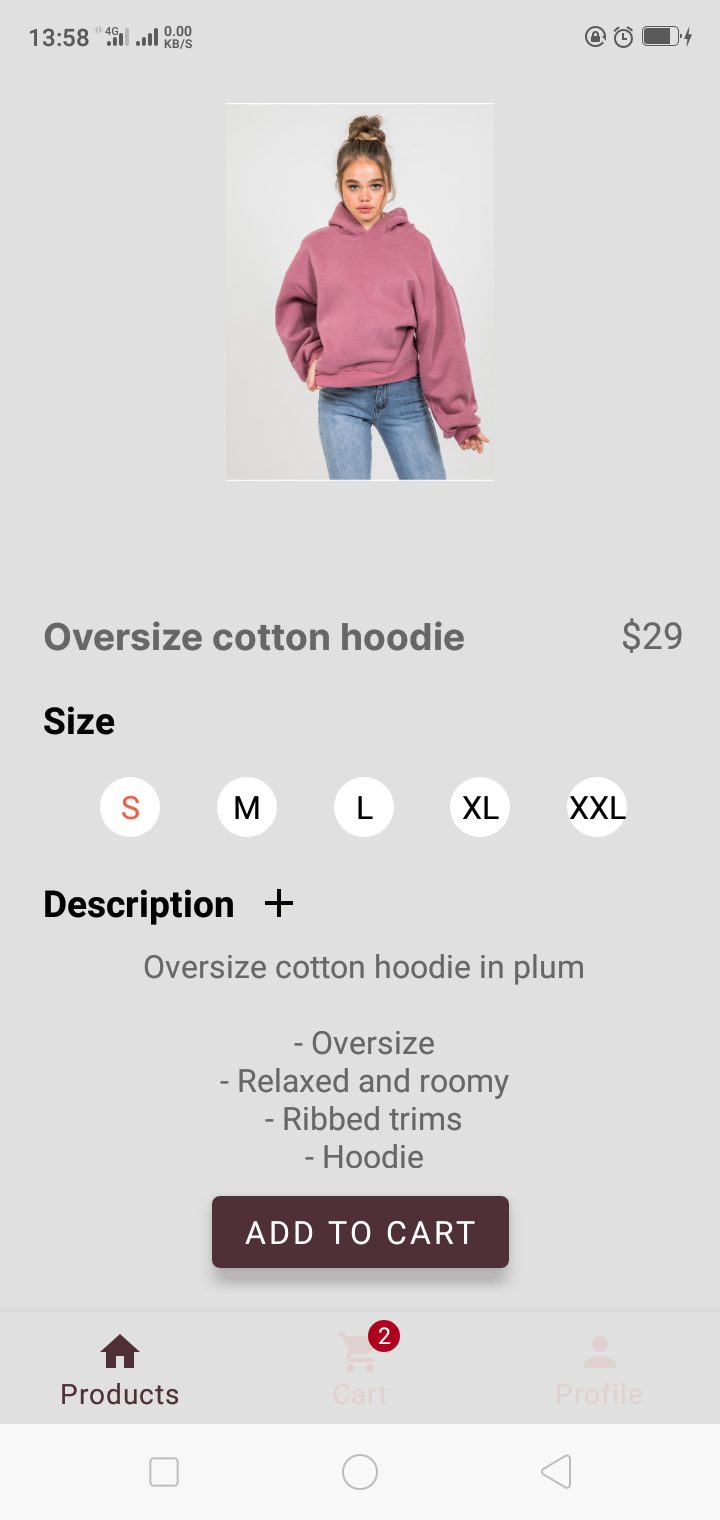 13:58 4G 0.00 KB/S
Oversize cotton hoodie $29
Size
S M L XL XXL
Description +
Oversize cotton hoodie in plum
- Oversize
- Relaxed and roomy
- Ribbed trims
- Hoodie
ADD TO CART
2
Products Cart Profile